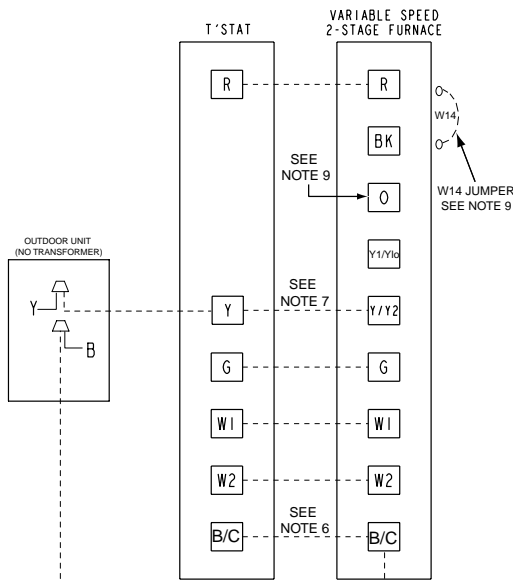 VARIABLE SPEED
T'STAT
2-STAGE FURNACE
R
R
W14
BK
SEE
NOTE 9
O
W14 JUMPER
SEE NOTE 9
Y1/Ylo
OUTDOOR UNIT
(NO TRANSFORMER)
SEE
NOTE 7
Y
Y
Y/Y2
B
G
G
W1
W1
W2
W2
SEE
NOTE 6
B/C
B/C